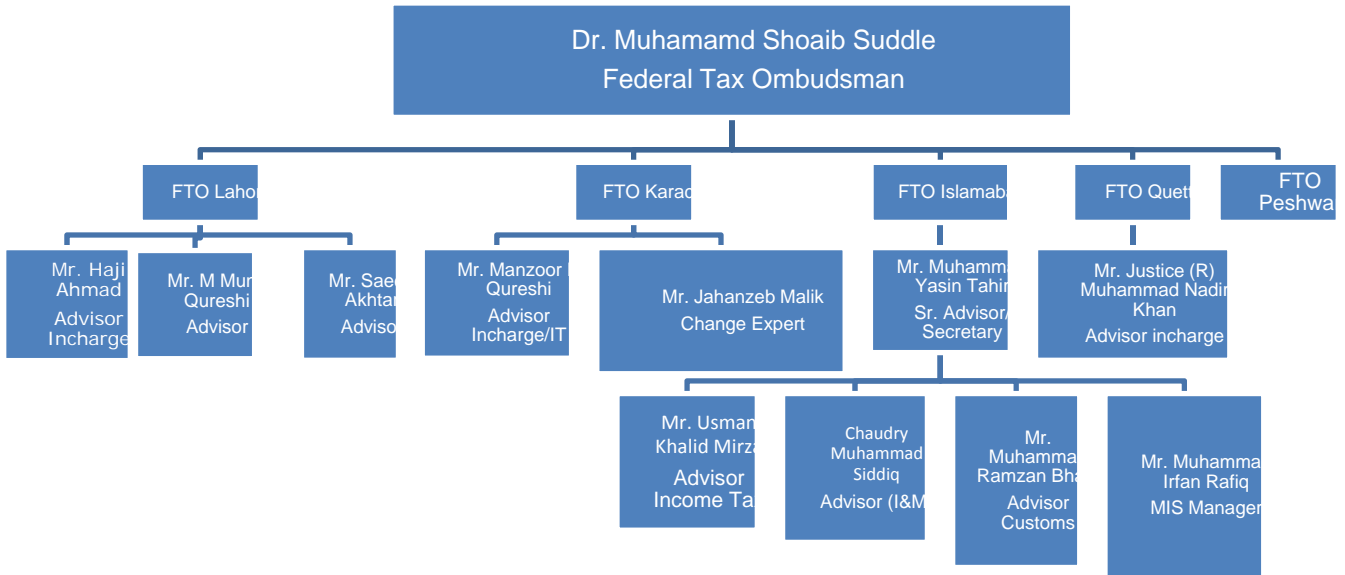 Dr. Muhamamd Shoaib Suddle
Federal Tax Ombudsman
FTO Lahor
FTO Karac
FTO Islamaba
FTO Quett
FTO
Peshwa
Mr. Haji
Ahmad
Advisor
Incharge
Mr. M Mun
Qureshi
Advisor
Mr. Saee
Akhtar
Advisor
Mr. Manzoor
Qureshi
Advisor
Incharge/IT
Mr. Jahanzeb Malik
Change Expert
Mr. Muhamma
Yasin Tahir
Sr. Advisor/
Secretary
Mr. Justice (R)
Muhammad Nadir
Khan
Advisor incharge
Mr. Usman
Khalid Mirza
Advisor
Income Ta
Chaudry
Muhammad
Siddiq
Advisor (I&M
Mr.
Muhamma
Ramzan Bha
Advisor
Customs
Mr. Muhamma
Irfan Rafiq
MIS Manager